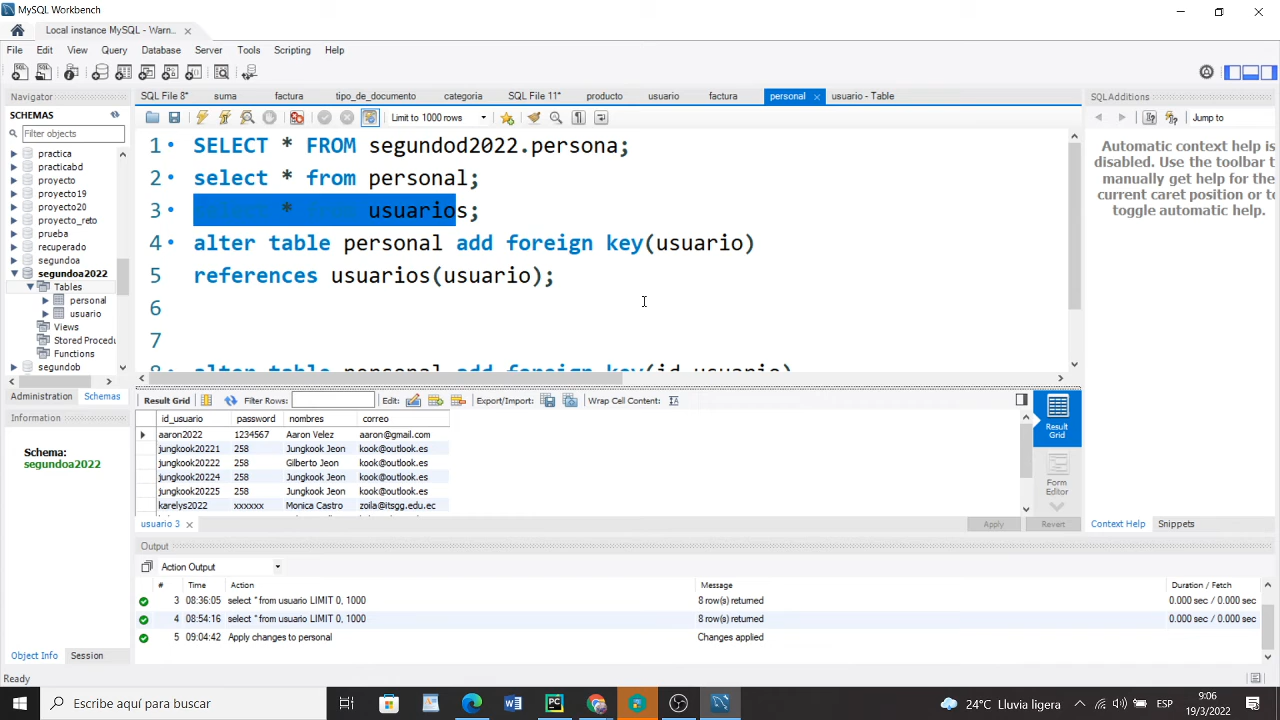 MySQL Workbench
Local instance MySQL - Warn...
File Edit View Query Database Server Tools Scripting Help
Navigator
SCHEMAS
Filter objects
practica
practicabd
proyecto
proyecto19
proyecto20
proyecto_reto
prueba
recuperado
segundoa
segundoa2022
Tables
personal
usuario
Views
Stored Procedu
Functions
segundob
Administration Schemas
Information
Schema:
segundoa2022
Object Info Session
SQL File 8* suma factura tipo_de_documento categoria SQL File 11* producto usuario factura personal usuario - Table
Limit to 1000 rows
1 SELECT * FROM segundod2022.persona;
2 select * from personal;
3 select * from usuarios;
4 alter table personal add foreign key(usuario)
5 references usuarios(usuario);
6
7
8 alter table personal add foreign key(id_usuario)
Result Grid Filter Rows: Edit: Export/Import: Wrap Cell Content:
id_usuario password nombres correo
aaron2022 1234567 Aaron Velez aaron@gmail.com
jungkook20221 258 Jungkook Jeon kook@outlook.es
jungkook20222 258 Gilberto Jeon kook@outlook.es
jungkook20224 258 Jungkook Jeon kook@outlook.es
jungkook20225 258 Jungkook Jeon kook@outlook.es
karelys2022 xxxxxx Monica Castro zoila@itsgg.edu.ec
Result Grid
Form Editor
usuario 3 Apply Revert
Output
Action Output
# Time Action Message Duration / Fetch
3 08:36:05 select * from usuario LIMIT 0, 1000 8 row(s) returned 0.000 sec / 0.000 sec
4 08:54:16 select * from usuario LIMIT 0, 1000 8 row(s) returned 0.000 sec / 0.000 sec
5 09:04:42 Apply changes to personal Changes applied
SQLAdditions
Jump to
Automatic context help is
disabled. Use the toolbar t
manually get help for the
current caret position or to
toggle automatic help.
Context Help Snippets
Ready
Escribe aquí para buscar
24°C Lluvia ligera ESP
9:06
19/3/2022